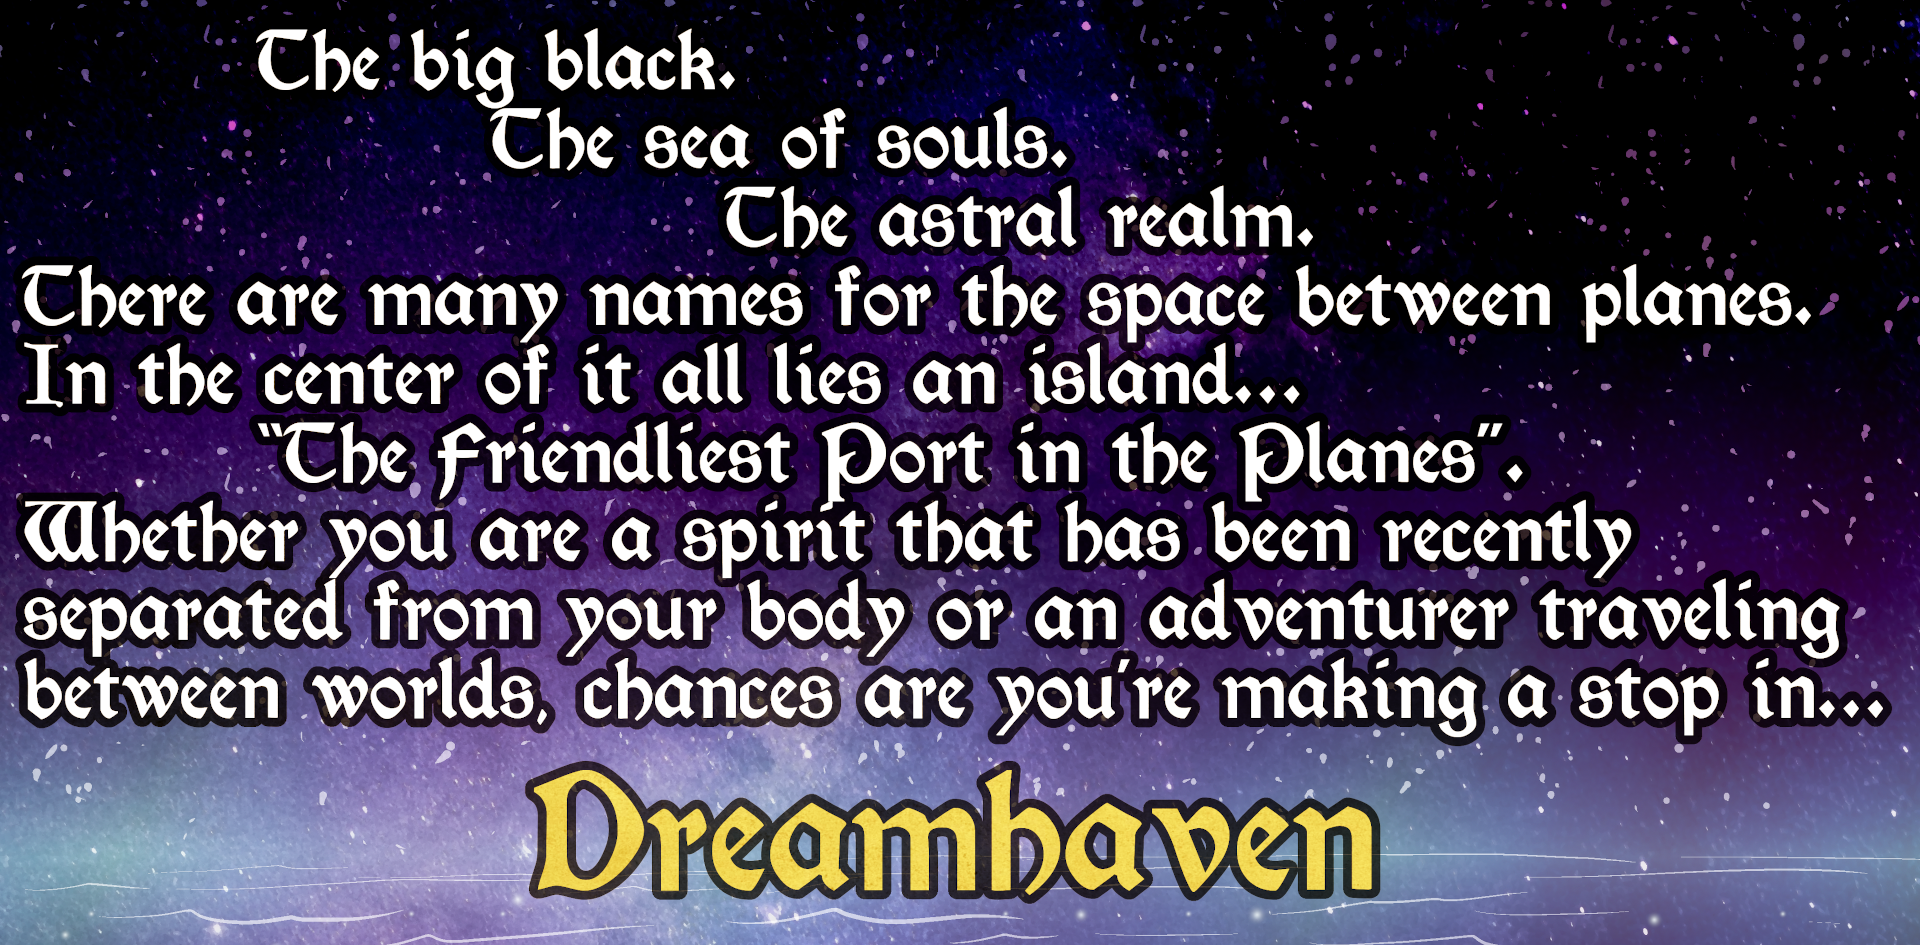 The big black.
The sea of souls.
The astral realm.
There are many names for the space between planes.
In the center of it all lies an island...
“The Friendliest Port in the Planes”.
Whether you are a spirit that has been recently
separated from your body or an adventurer traveling
between worlds, chances are you’re making a stop in...
Dreamhaven